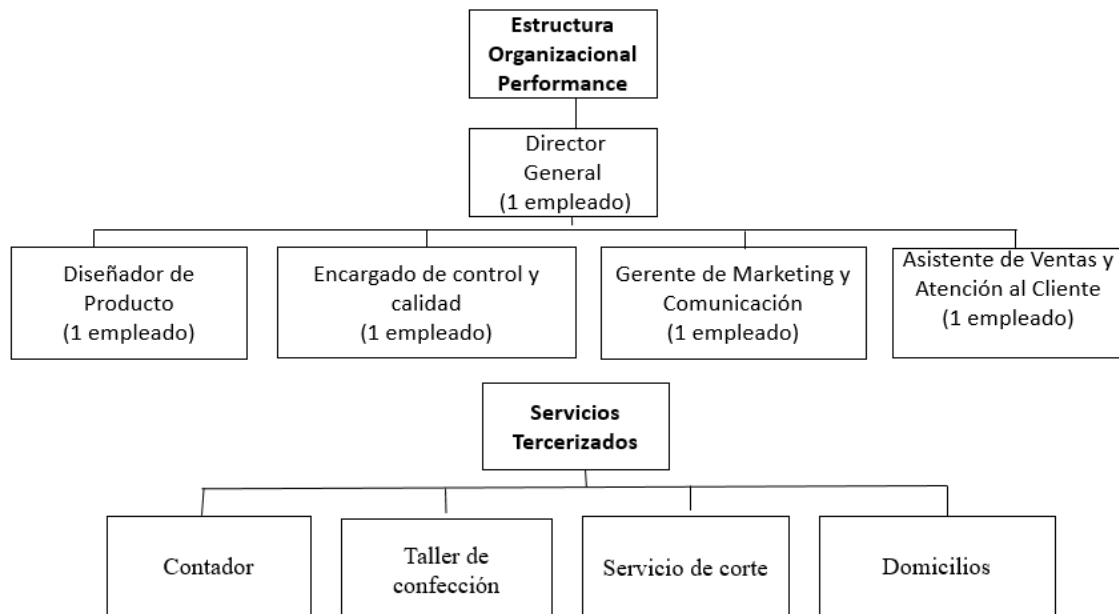 Estructura
Organizacional
Performance
Director
General
(1 empleado)
Diseñador de
Producto
(1 empleado)
Encargado de control y
calidad
(1 empleado)
Gerente de Marketing y
Comunicación
(1 empleado)
Asistente de Ventas y
Atención al Cliente
(1 empleado)
Servicios
Tercerizados
Contador
Taller de
confección
Servicio de corte
Domicilios